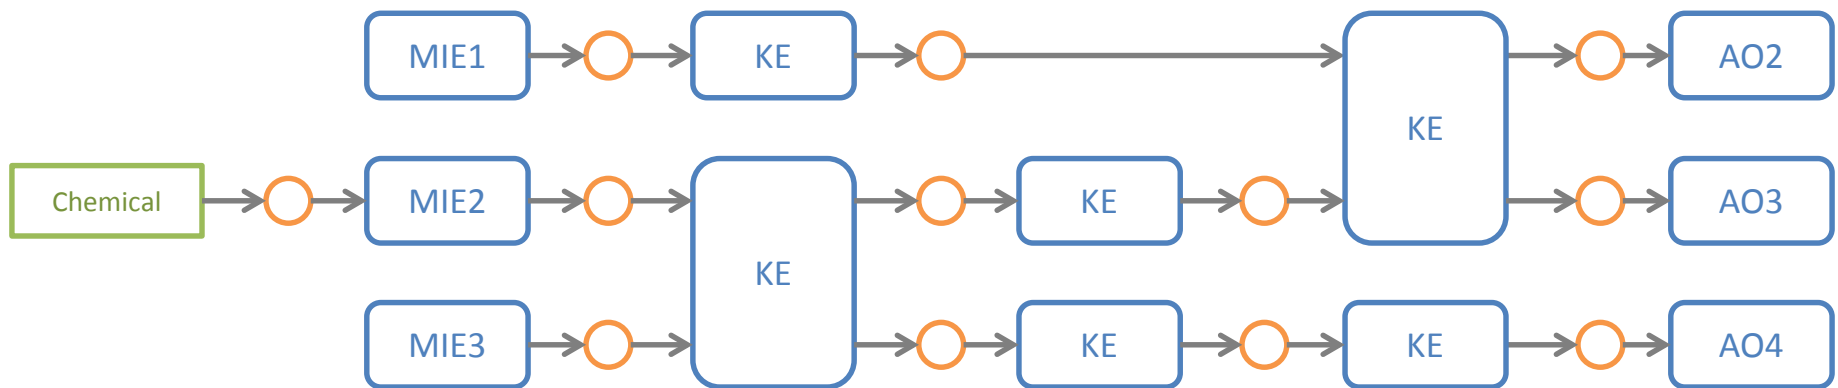 MIE1
KE
KE
AO2
Chemical
MIE2
KE
KE
AO3
MIE3
KE
KE
AO4